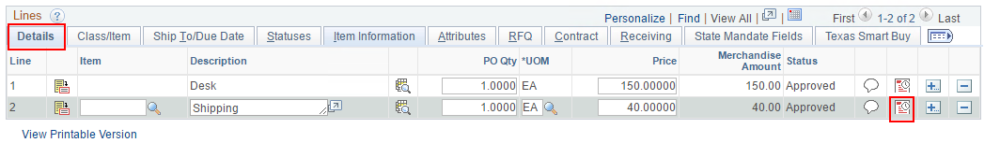 Lines ?
Personalize | Find | View All | First 1-2 of 2 Last
Details Class/Item Ship To/Due Date Statuses Item Information Attributes RFQ Contract Receiving State Mandate Fields Texas Smart Buy
Line Item Description PO Qty *UOM Price Merchandise Amount Status
1 Desk 1.0000 EA 150.00000 150.00 Approved
2 Shipping 1.0000 EA 40.00000 40.00 Approved
View Printable Version